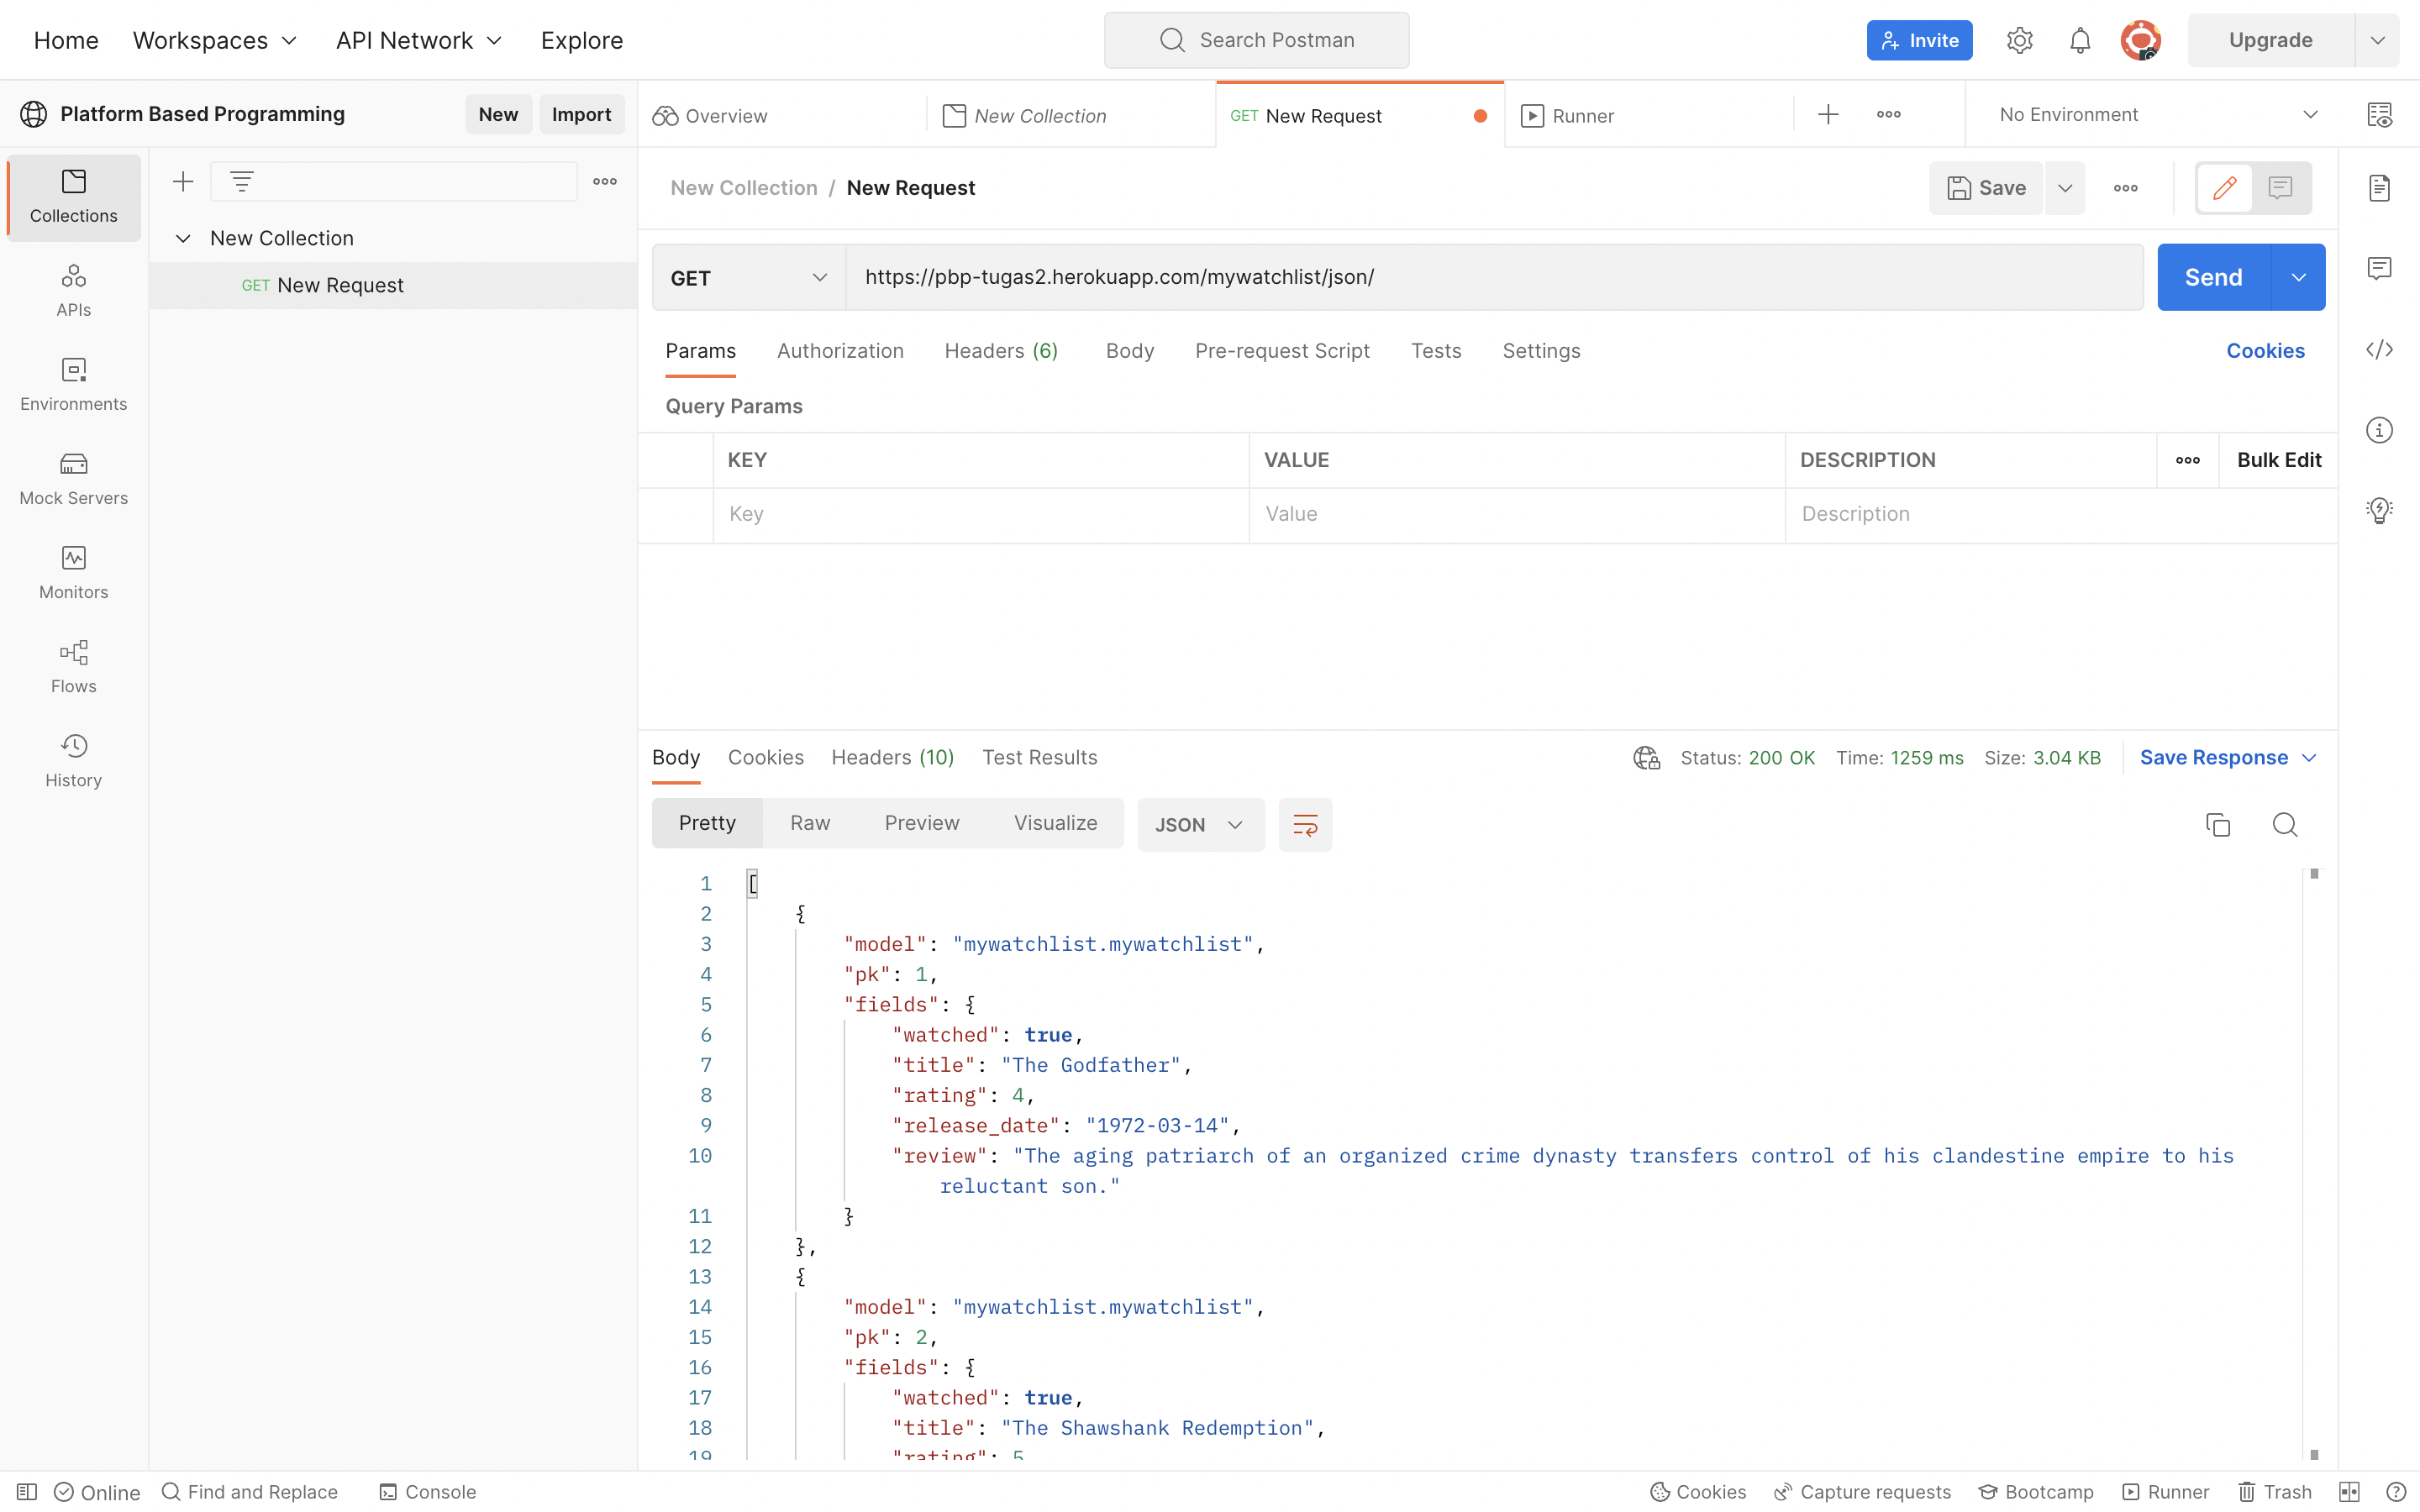 Home Workspaces API Network Explore Search Postman Invite Upgrade
Platform Based Programming New Import Overview New Collection GET New Request Runner No Environment
Collections
New Collection / New Request Save
New Collection
GET New Request
GET https://pbp-tugas2.herokuapp.com/mywatchlist/json/ Send
APIs
Params Authorization Headers (6) Body Pre-request Script Tests Settings Cookies
Environments
Query Params
KEY VALUE DESCRIPTION Bulk Edit
Mock Servers
Key Value Description
Monitors
Flows
History
Body Cookies Headers (10) Test Results Status: 200 OK Time: 1259 ms Size: 3.04 KB Save Response
Pretty Raw Preview Visualize JSON
1 [
2 {
3 "model": "mywatchlist.mywatchlist",
4 "pk": 1,
5 "fields": {
6 "watched": true,
7 "title": "The Godfather",
8 "rating": 4,
9 "release_date": "1972-03-14",
10 "review": "The aging patriarch of an organized crime dynasty transfers control of his clandestine empire to his
reluctant son."
11 }
12 },
13 {
14 "model": "mywatchlist.mywatchlist",
15 "pk": 2,
16 "fields": {
17 "watched": true,
18 "title": "The Shawshank Redemption",
19 "rating": 5
Online Find and Replace Console Cookies Capture requests Bootcamp Runner Trash